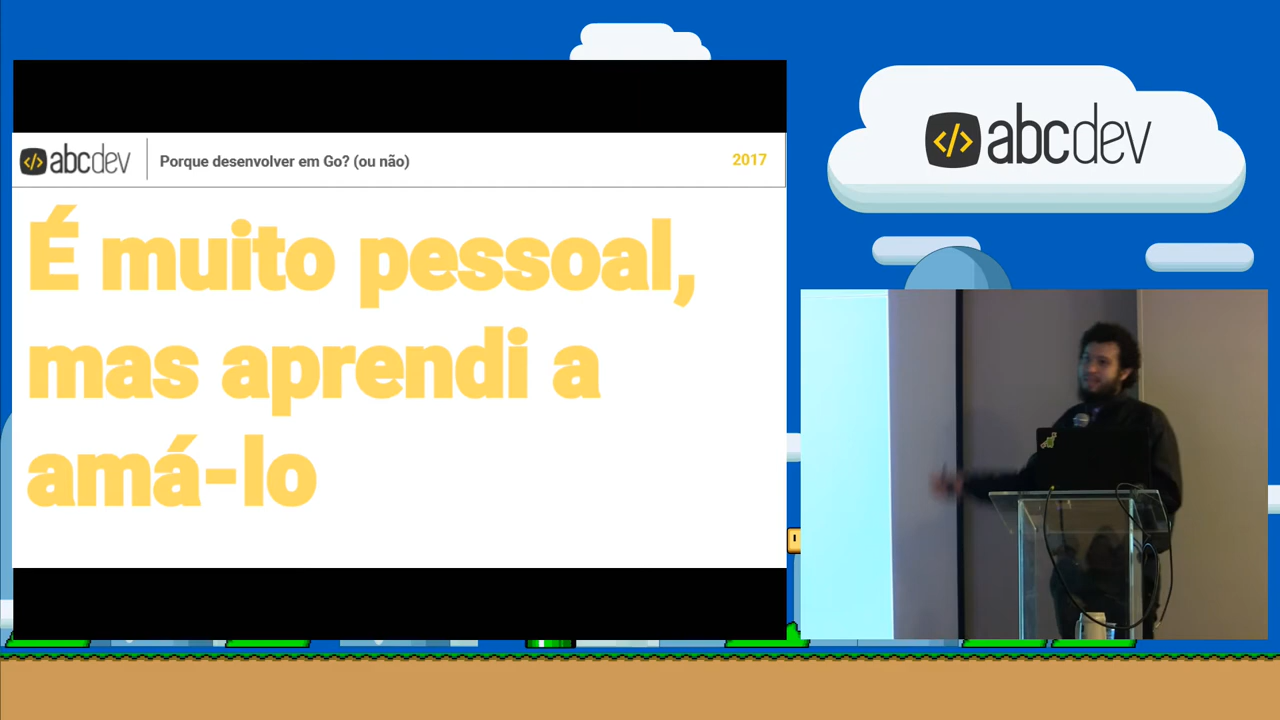 </> abcdev
Porque desenvolver em Go? (ou não)
2017
É muito pessoal,
mas aprendi a
amá-lo
</> abcdev